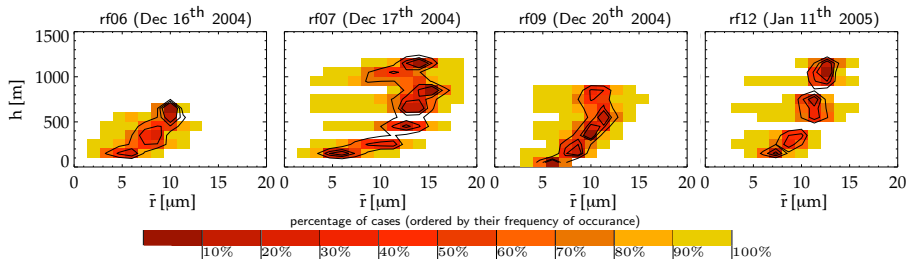 rf06 (Dec 16th 2004) rf07 (Dec 17th 2004) rf09 (Dec 20th 2004) rf12 (Jan 11th 2005)
1500
1000
500
0
h [m]
0 5 10 15 20 0 5 10 15 20 0 5 10 15 20 0 5 10 15 20
r̄ [µm] r̄ [µm] r̄ [µm] r̄ [µm]
percentage of cases (ordered by their frequency of occurance)
10% 20% 30% 40% 50% 60% 70% 80% 90% 100%